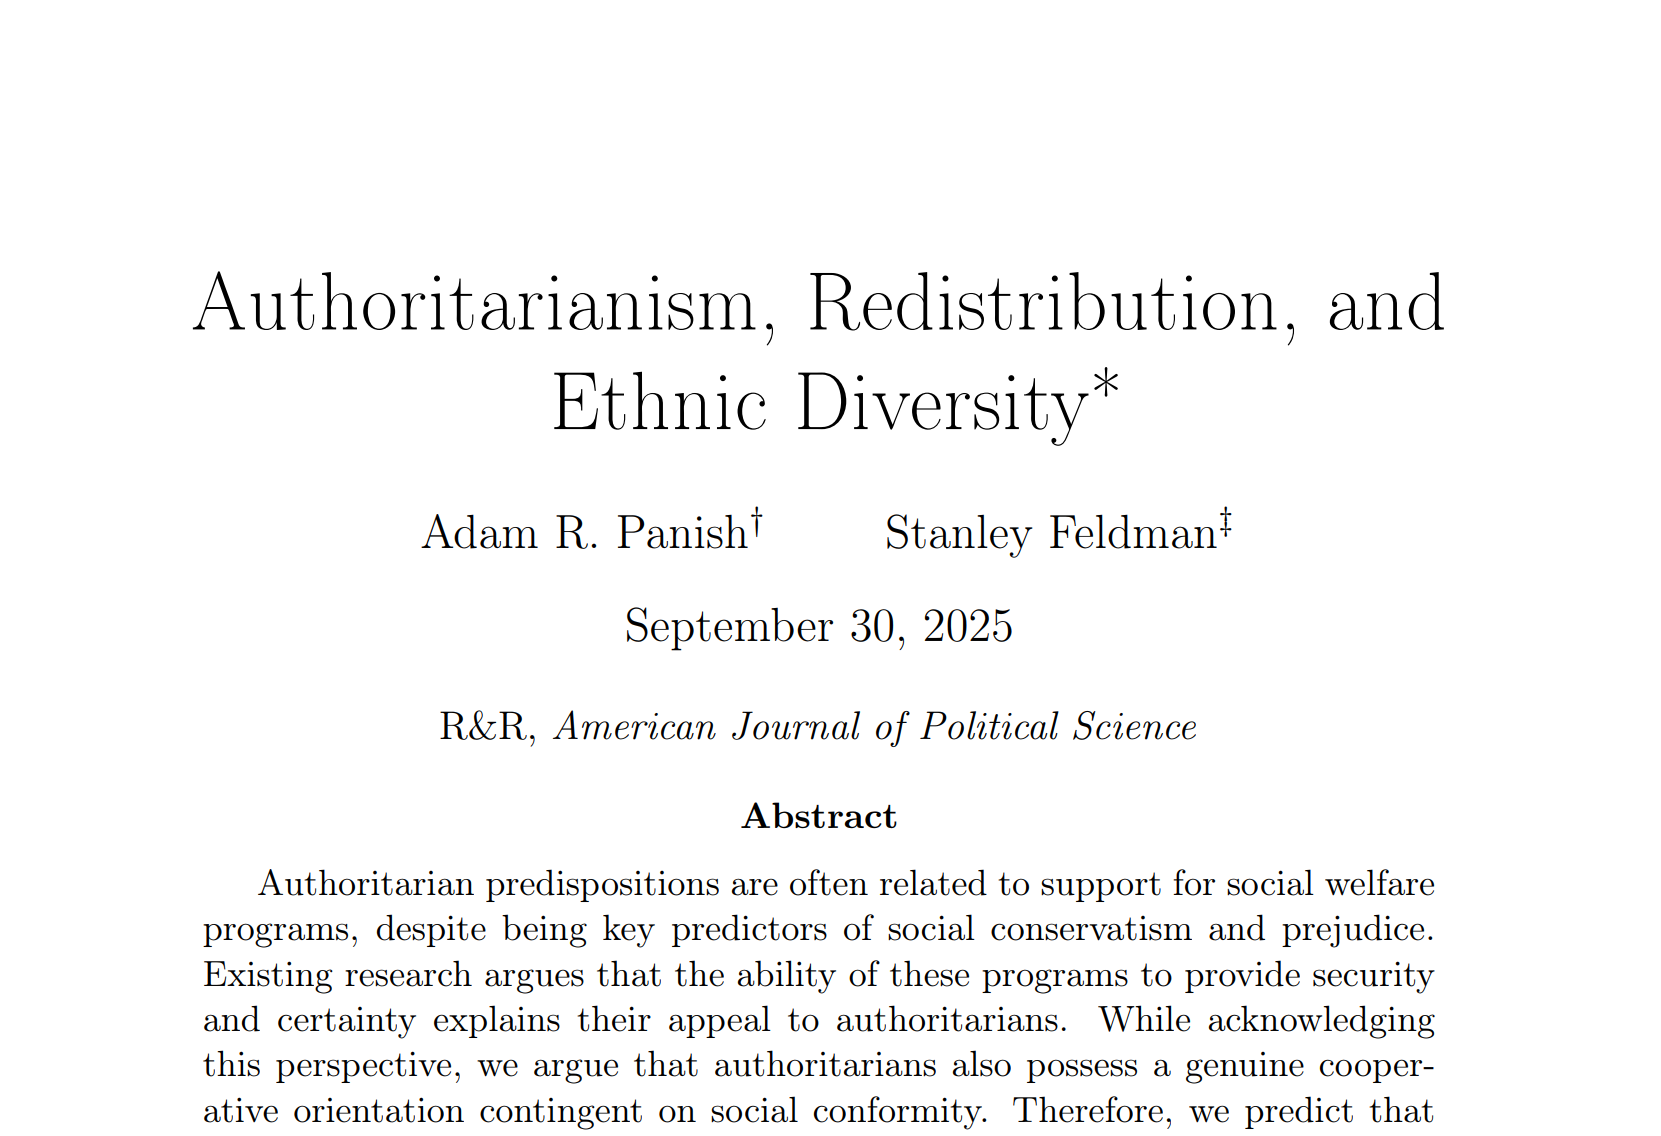 Authoritarianism, Redistribution, and
Ethnic Diversity*
Adam R. Panish† Stanley Feldman‡
September 30, 2025
R&R, American Journal of Political Science
Abstract
Authoritarian predispositions are often related to support for social welfare
programs, despite being key predictors of social conservatism and prejudice.
Existing research argues that the ability of these programs to provide security
and certainty explains their appeal to authoritarians. While acknowledging
this perspective, we argue that authoritarians also possess a genuine cooper-
ative orientation contingent on social conformity. Therefore, we predict that